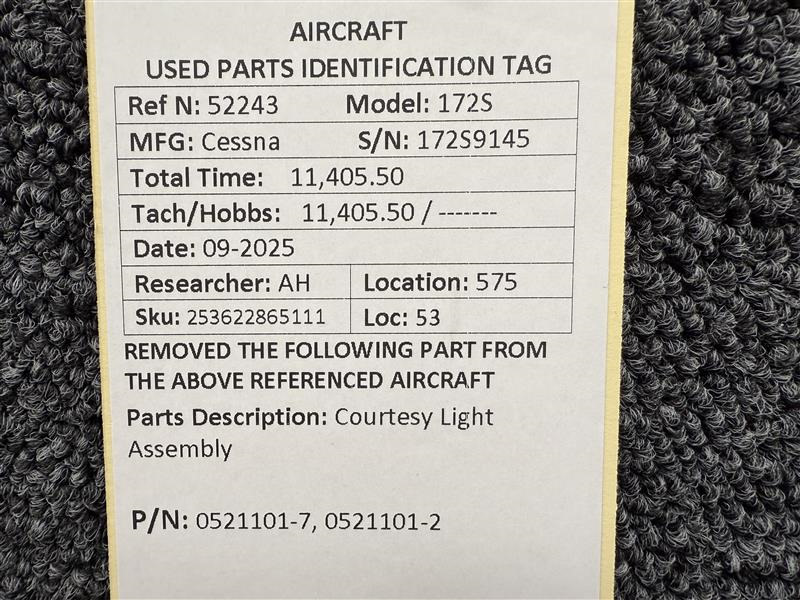 AIRCRAFT
USED PARTS IDENTIFICATION TAG
Ref N: 52243 Model: 172S
MFG: Cessna S/N: 172S9145
Total Time: 11,405.50
Tach/Hobbs: 11,405.50 / -------
Date: 09-2025
Researcher: AH Location: 575
Sku: 253622865111 Loc: 53
REMOVED THE FOLLOWING PART FROM
THE ABOVE REFERENCED AIRCRAFT
Parts Description: Courtesy Light
Assembly
P/N: 0521101-7, 0521101-2